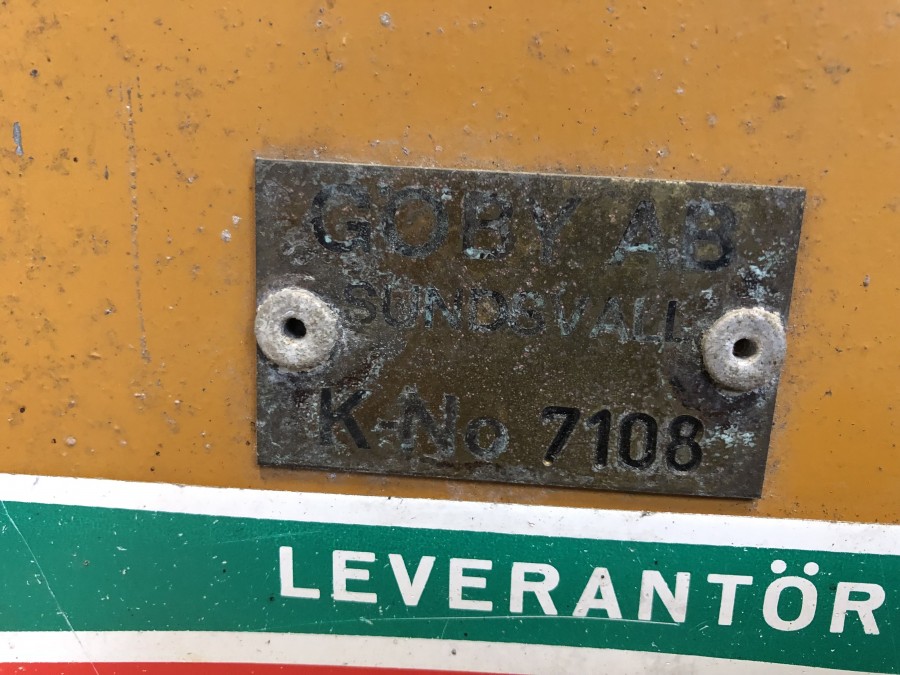 GOBY AB
SUNDSVALL
K-No 7108
LEVERANTÖR